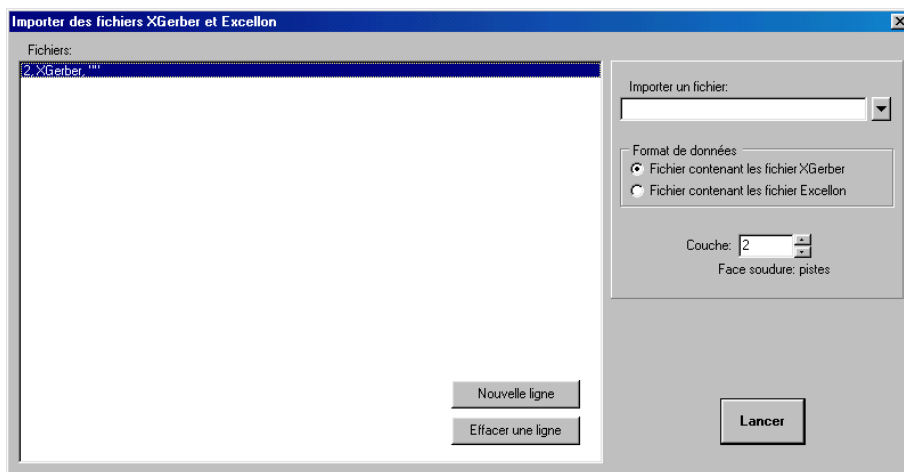 Importer des fichiers XGerber et Excellon
Fichiers:
2, XGerber, ""
Importer un fichier:
Format de données
Fichier contenant les fichier XGerber
Fichier contenant les fichier Excellon
Couche: 2
Face soudure: pistes
Nouvelle ligne
Effacer une ligne
Lancer